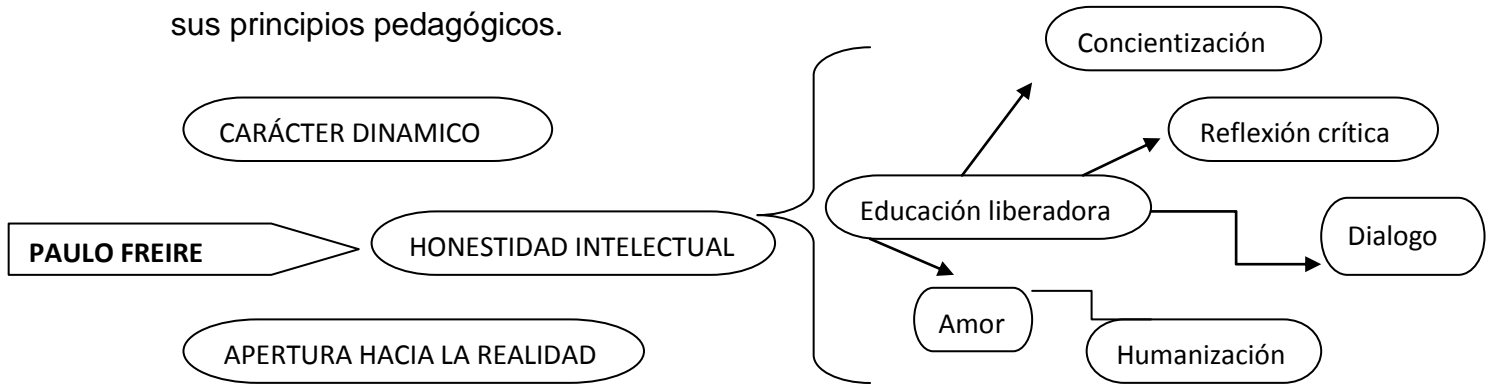 sus principios pedagógicos.
Concientización
CARÁCTER DINAMICO
Reflexión crítica
Educación liberadora
PAULO FREIRE
HONESTIDAD INTELECTUAL
Dialogo
Amor
APERTURA HACIA LA REALIDAD
Humanización